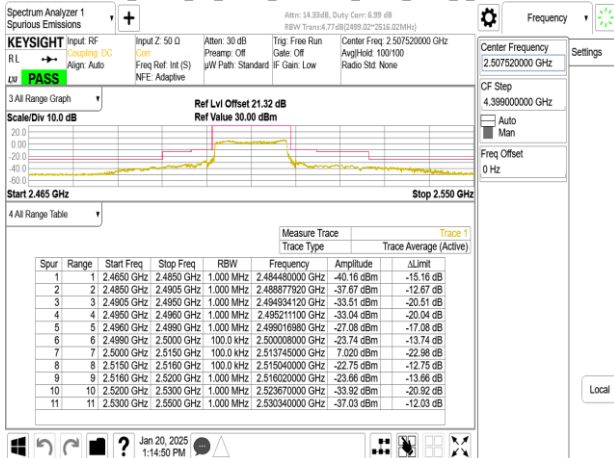 Spectrum Analyzer 1
Spurious Emissions
Attn: 14.33dB, Duty Corr: 6.99 dB
RBW Trans:4.77dB(2499.02~2516.02MHz)
Frequency
KEYSIGHT
RL
LXI
PASS
Input: RF
Coupling: DC
Align: Auto
Input Z: 50 Ω
Corr
Freq Ref: Int (S)
NFE: Adaptive
Atten: 30 dB
Preamp: Off
µW Path: Standard
Trig: Free Run
Gate: Off
IF Gain: Low
Center Freq: 2.507520000 GHz
Avg|Hold: 100/100
Radio Std: None
Center Frequency
2.507520000 GHz
Settings
CF Step
4.399000000 GHz
Auto
Man
Freq Offset
0 Hz
Local
3 All Range Graph
Scale/Div 10.0 dB
Ref Lvl Offset 21.32 dB
Ref Value 30.00 dBm
20.0
0.00
-20.0
-40.0
-60.0
Start 2.465 GHz
Stop 2.550 GHz
4 All Range Table
Measure Trace Trace 1
Trace Type Trace Average (Active)
Spur Range Start Freq Stop Freq RBW Frequency Amplitude ΔLimit
1 1 2.4650 GHz 2.4850 GHz 1.000 MHz 2.484480000 GHz -40.16 dBm -15.16 dB
2 2 2.4850 GHz 2.4905 GHz 1.000 MHz 2.488877920 GHz -37.67 dBm -12.67 dB
3 3 2.4905 GHz 2.4950 GHz 1.000 MHz 2.494934120 GHz -33.51 dBm -20.51 dB
4 4 2.4950 GHz 2.4960 GHz 1.000 MHz 2.495211100 GHz -33.04 dBm -20.04 dB
5 5 2.4960 GHz 2.4990 GHz 1.000 MHz 2.499016980 GHz -27.08 dBm -17.08 dB
6 6 2.4990 GHz 2.5000 GHz 100.0 kHz 2.500008000 GHz -23.74 dBm -13.74 dB
7 7 2.5000 GHz 2.5150 GHz 100.0 kHz 2.513745000 GHz 7.020 dBm -22.98 dB
8 8 2.5150 GHz 2.5160 GHz 100.0 kHz 2.515040000 GHz -22.75 dBm -12.75 dB
9 9 2.5160 GHz 2.5200 GHz 1.000 MHz 2.516020000 GHz -23.66 dBm -13.66 dB
10 10 2.5200 GHz 2.5300 GHz 1.000 MHz 2.523670000 GHz -33.92 dBm -20.92 dB
11 11 2.5300 GHz 2.5500 GHz 1.000 MHz 2.530340000 GHz -37.03 dBm -12.03 dB
?
Jan 20, 2025
1:14:50 PM